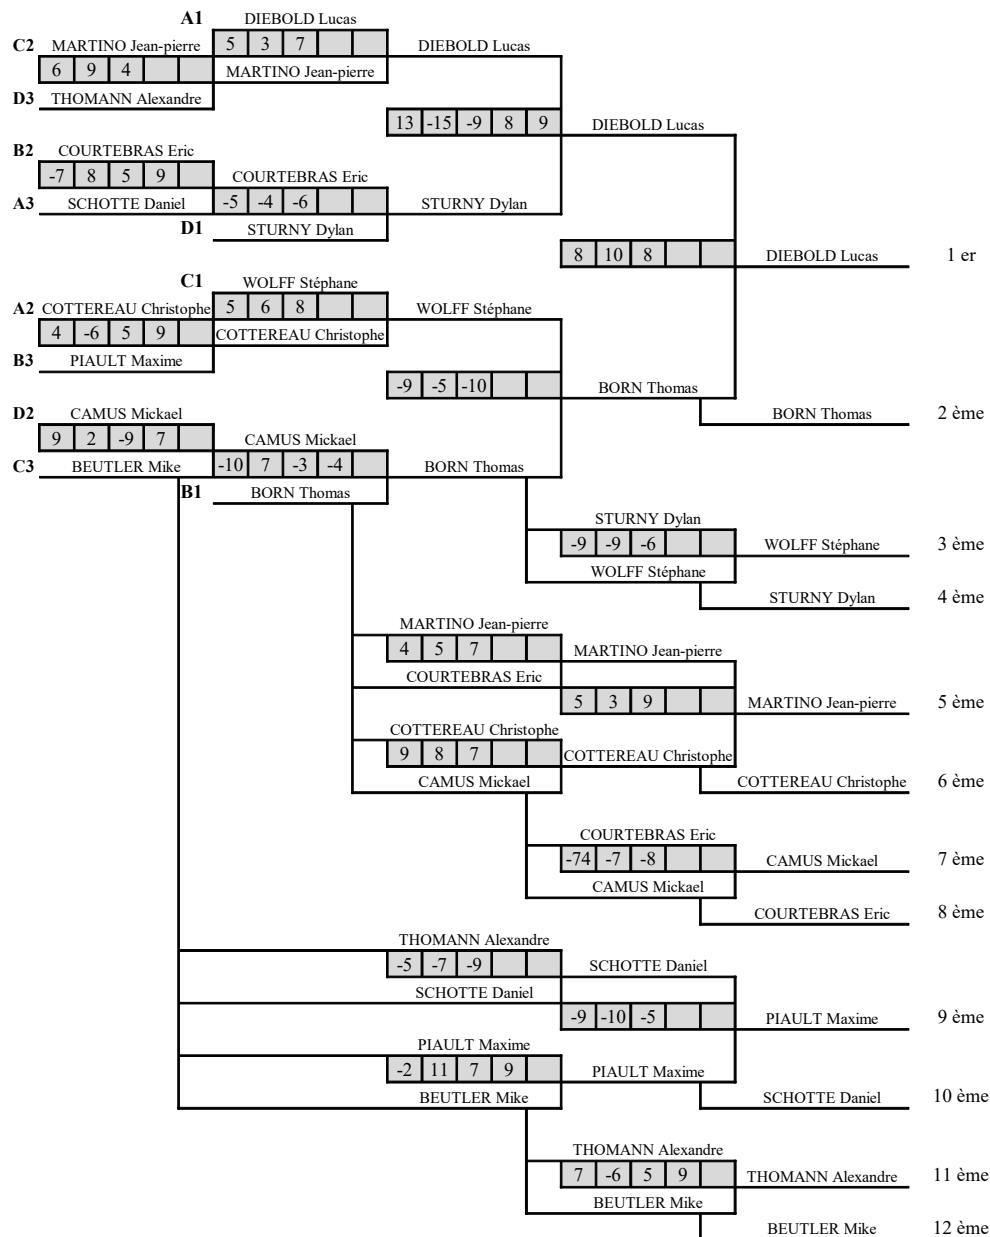 A1 DIEBOLD Lucas
C2 MARTINO Jean-pierre 5 3 7 DIEBOLD Lucas
6 9 4 MARTINO Jean-pierre
D3 THOMANN Alexandre
13 -15 -9 8 9 DIEBOLD Lucas
B2 COURTEBRAS Eric
-7 8 5 9 COURTEBRAS Eric
A3 SCHOTTE Daniel -5 -4 -6 STURNY Dylan
D1 STURNY Dylan
8 10 8 DIEBOLD Lucas 1 er
C1 WOLFF Stéphane
A2 COTTEREAU Christophe 5 6 8 WOLFF Stéphane
4 -6 5 9 COTTEREAU Christophe
B3 PIAULT Maxime
-9 -5 -10 BORN Thomas
D2 CAMUS Mickael BORN Thomas 2 ème
9 2 -9 7 CAMUS Mickael
C3 BEUTLER Mike -10 7 -3 -4 BORN Thomas
B1 BORN Thomas
STURNY Dylan
-9 -9 -6 WOLFF Stéphane 3 ème
WOLFF Stéphane
STURNY Dylan 4 ème
MARTINO Jean-pierre
4 5 7 MARTINO Jean-pierre
COURTEBRAS Eric
5 3 9 MARTINO Jean-pierre 5 ème
COTTEREAU Christophe
9 8 7 COTTEREAU Christophe
CAMUS Mickael COTTEREAU Christophe 6 ème
COURTEBRAS Eric
-74 -7 -8 CAMUS Mickael 7 ème
CAMUS Mickael
COURTEBRAS Eric 8 ème
THOMANN Alexandre
-5 -7 -9 SCHOTTE Daniel
SCHOTTE Daniel
-9 -10 -5 PIAULT Maxime 9 ème
PIAULT Maxime
-2 11 7 9 PIAULT Maxime
BEUTLER Mike SCHOTTE Daniel 10 ème
THOMANN Alexandre
7 -6 5 9 THOMANN Alexandre 11 ème
BEUTLER Mike
BEUTLER Mike 12 ème